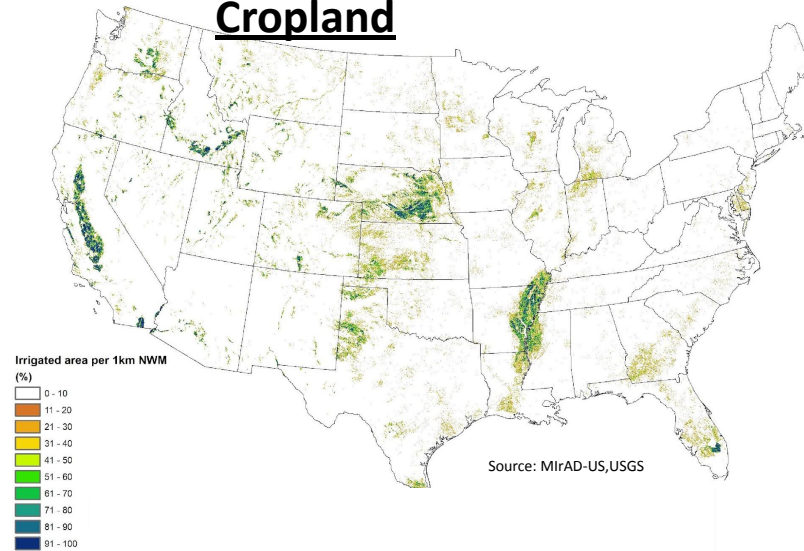 Cropland
Irrigated area per 1km NWM
(%)
0 - 10
11 - 20
21 - 30
31 - 40
41 - 50
51 - 60
61 - 70
71 - 80
81 - 90
91 - 100
Source: MIrAD-US,USGS